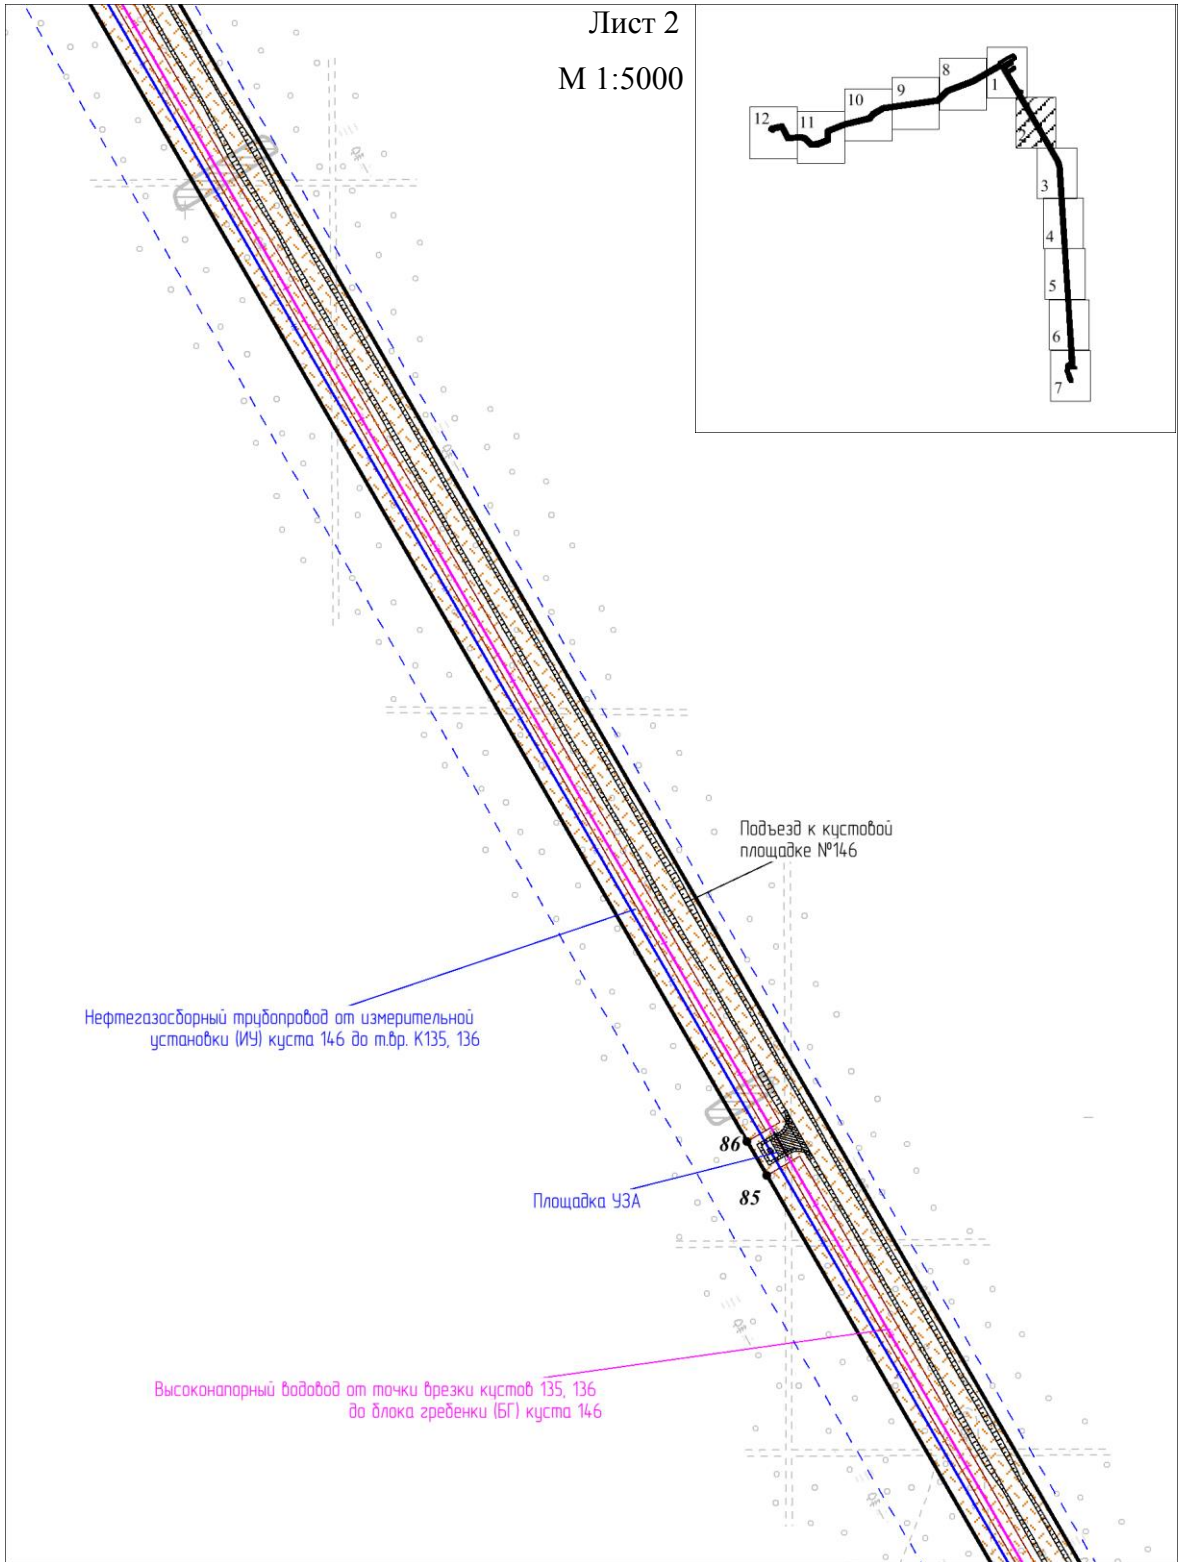 Лист 2
М 1:5000
1
8
9
10
11
12
3
4
5
6
7
Подъезд к кустовой
площадке №146
Нефтегазосборный трубопровод от измерительной
установки (ИУ) куста 146 до т.вр. К135, 136
86
85
Площадка УЗА
Высоконапорный водовод от точки врезки кустов 135, 136
до блока гребенки (БГ) куста 146